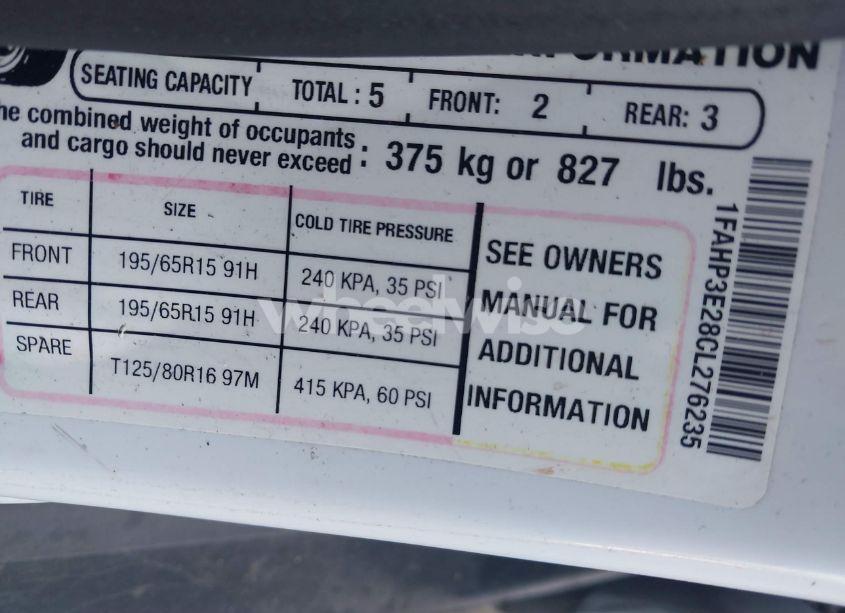 INFORMATION
SEATING CAPACITY TOTAL : 5 FRONT: 2 REAR: 3
he combined weight of occupants
and cargo should never exceed : 375 kg or 827 lbs.
TIRE SIZE COLD TIRE PRESSURE
FRONT 195/65R15 91H 240 KPA, 35 PSI
REAR 195/65R15 91H 240 KPA, 35 PSI
SPARE T125/80R16 97M 415 KPA, 60 PSI
SEE OWNERS
MANUAL FOR
ADDITIONAL
INFORMATION
1FAHP3E28CL276235
wheelwise